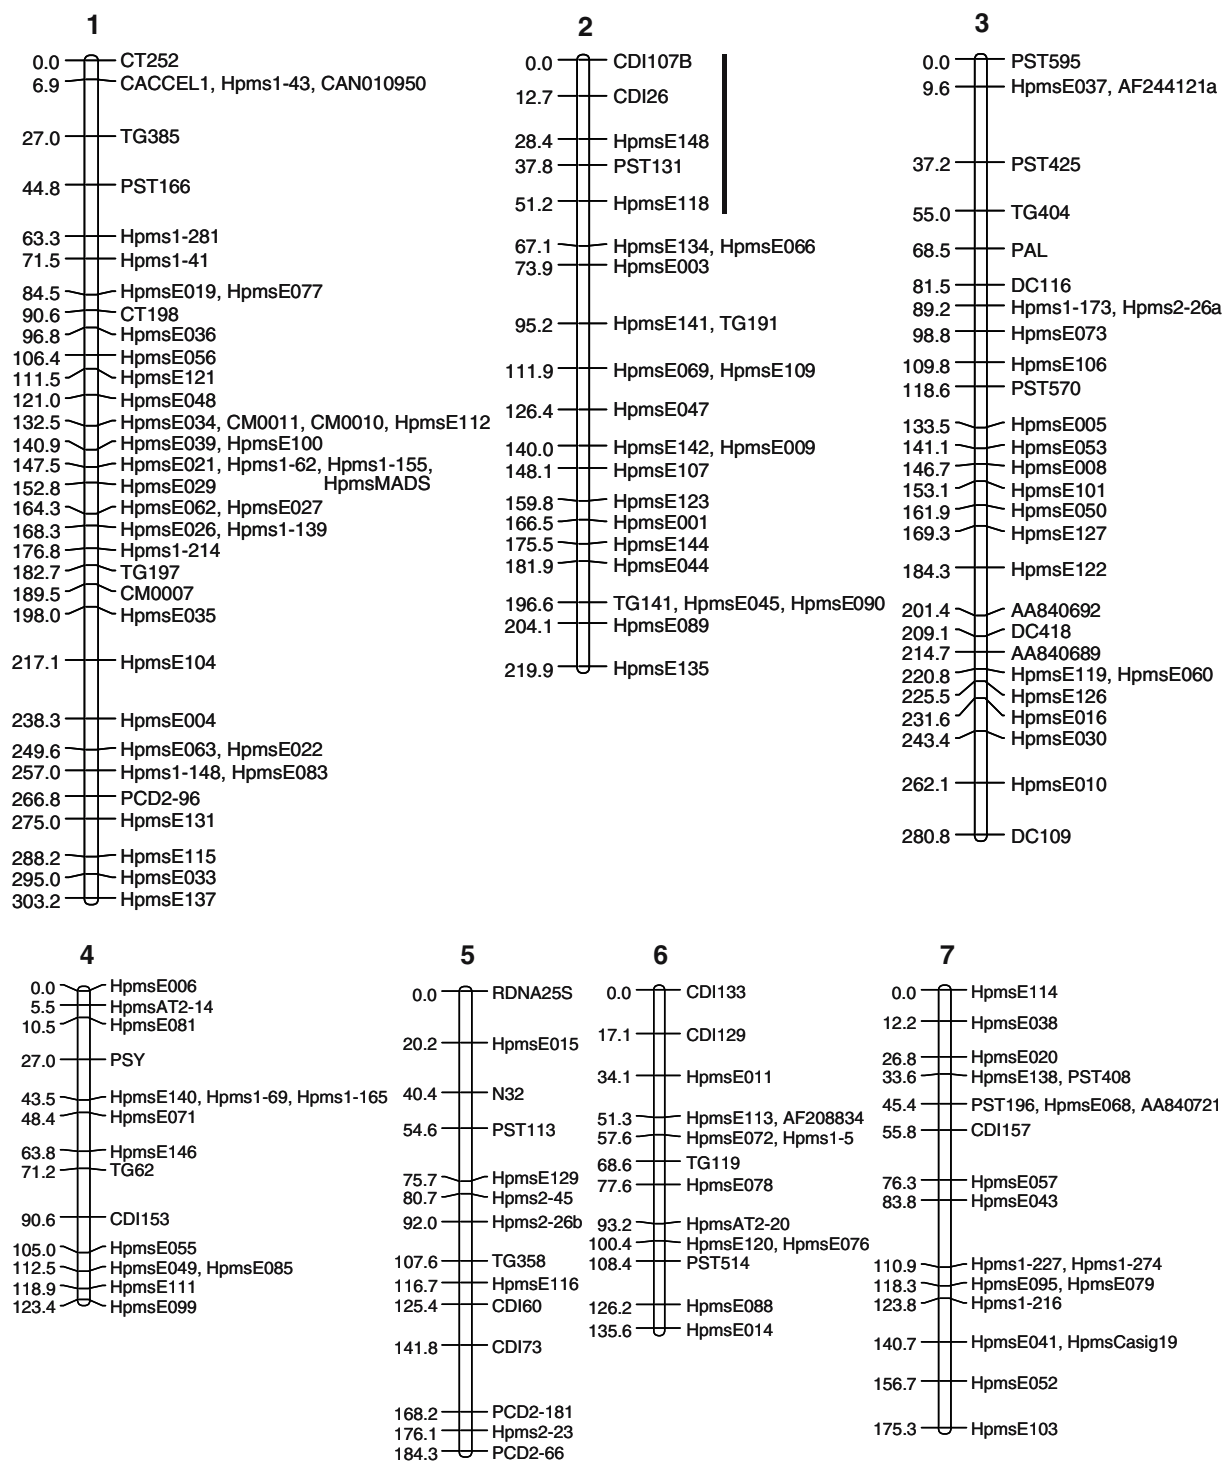 1
0.0 CT252
6.9 CACCEL1, Hpms1-43, CAN010950
27.0 TG385
44.8 PST166
63.3 Hpms1-281
71.5 Hpms1-41
84.5 HpmsE019, HpmsE077
90.6 CT198
96.8 HpmsE036
106.4 HpmsE056
111.5 HpmsE121
121.0 HpmsE048
132.5 HpmsE034, CM0011, CM0010, HpmsE112
140.9 HpmsE039, HpmsE100
147.5 HpmsE021, Hpms1-62, Hpms1-155,
HpmsMADS
152.8 HpmsE029
164.3 HpmsE062, HpmsE027
168.3 HpmsE026, Hpms1-139
176.8 Hpms1-214
182.7 TG197
189.5 CM0007
198.0 HpmsE035
217.1 HpmsE104
238.3 HpmsE004
249.6 HpmsE063, HpmsE022
257.0 Hpms1-148, HpmsE083
266.8 PCD2-96
275.0 HpmsE131
288.2 HpmsE115
295.0 HpmsE033
303.2 HpmsE137
2
0.0 CDI107B
12.7 CDI26
28.4 HpmsE148
37.8 PST131
51.2 HpmsE118
67.1 HpmsE134, HpmsE066
73.9 HpmsE003
95.2 HpmsE141, TG191
111.9 HpmsE069, HpmsE109
126.4 HpmsE047
140.0 HpmsE142, HpmsE009
148.1 HpmsE107
159.8 HpmsE123
166.5 HpmsE001
175.5 HpmsE144
181.9 HpmsE044
196.6 TG141, HpmsE045, HpmsE090
204.1 HpmsE089
219.9 HpmsE135
3
0.0 PST595
9.6 HpmsE037, AF244121a
37.2 PST425
55.0 TG404
68.5 PAL
81.5 DC116
89.2 Hpms1-173, Hpms2-26a
98.8 HpmsE073
109.8 HpmsE106
118.6 PST570
133.5 HpmsE005
141.1 HpmsE053
146.7 HpmsE008
153.1 HpmsE101
161.9 HpmsE050
169.3 HpmsE127
184.3 HpmsE122
201.4 AA840692
209.1 DC418
214.7 AA840689
220.8 HpmsE119, HpmsE060
225.5 HpmsE126
231.6 HpmsE016
243.4 HpmsE030
262.1 HpmsE010
280.8 DC109
4
0.0 HpmsE006
5.5 HpmsAT2-14
10.5 HpmsE081
27.0 PSY
43.5 HpmsE140, Hpms1-69, Hpms1-165
48.4 HpmsE071
63.8 HpmsE146
71.2 TG62
90.6 CDI153
105.0 HpmsE055
112.5 HpmsE049, HpmsE085
118.9 HpmsE111
123.4 HpmsE099
5
0.0 RDNA25S
20.2 HpmsE015
40.4 N32
54.6 PST113
75.7 HpmsE129
80.7 Hpms2-45
92.0 Hpms2-26b
107.6 TG358
116.7 HpmsE116
125.4 CDI60
141.8 CDI73
168.2 PCD2-181
176.1 Hpms2-23
184.3 PCD2-66
6
0.0 CDI133
17.1 CDI129
34.1 HpmsE011
51.3 HpmsE113, AF208834
57.6 HpmsE072, Hpms1-5
68.6 TG119
77.6 HpmsE078
93.2 HpmsAT2-20
100.4 HpmsE120, HpmsE076
108.4 PST514
126.2 HpmsE088
135.6 HpmsE014
7
0.0 HpmsE114
12.2 HpmsE038
26.8 HpmsE020
33.6 HpmsE138, PST408
45.4 PST196, HpmsE068, AA840721
55.8 CDI157
76.3 HpmsE057
83.8 HpmsE043
110.9 Hpms1-227, Hpms1-274
118.3 HpmsE095, HpmsE079
123.8 Hpms1-216
140.7 HpmsE041, HpmsCasig19
156.7 HpmsE052
175.3 HpmsE103